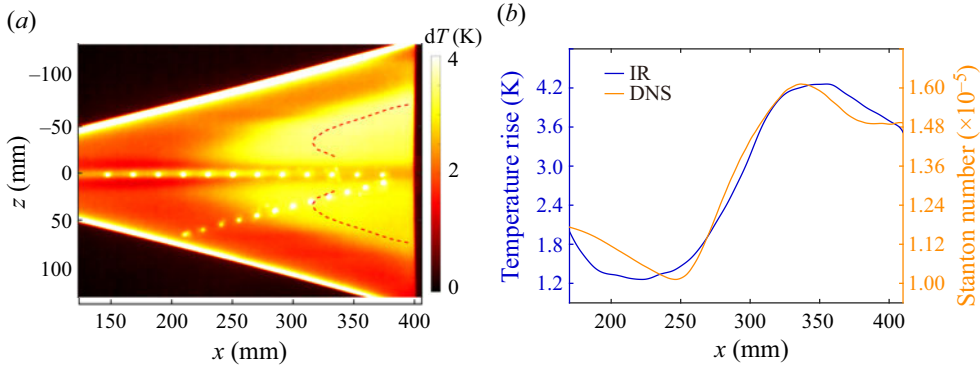 (a)
dT (K)
4
2
0
–100
–50
0
50
100
z (mm)
150 200 250 300 350 400
x (mm)
(b)
IR
DNS
4.2
3.6
3.0
2.4
1.8
1.2
Temperature rise (K)
1.60
1.48
1.36
1.24
1.12
1.00
Stanton number (×10⁻⁵)
200 250 300 350 400
x (mm)